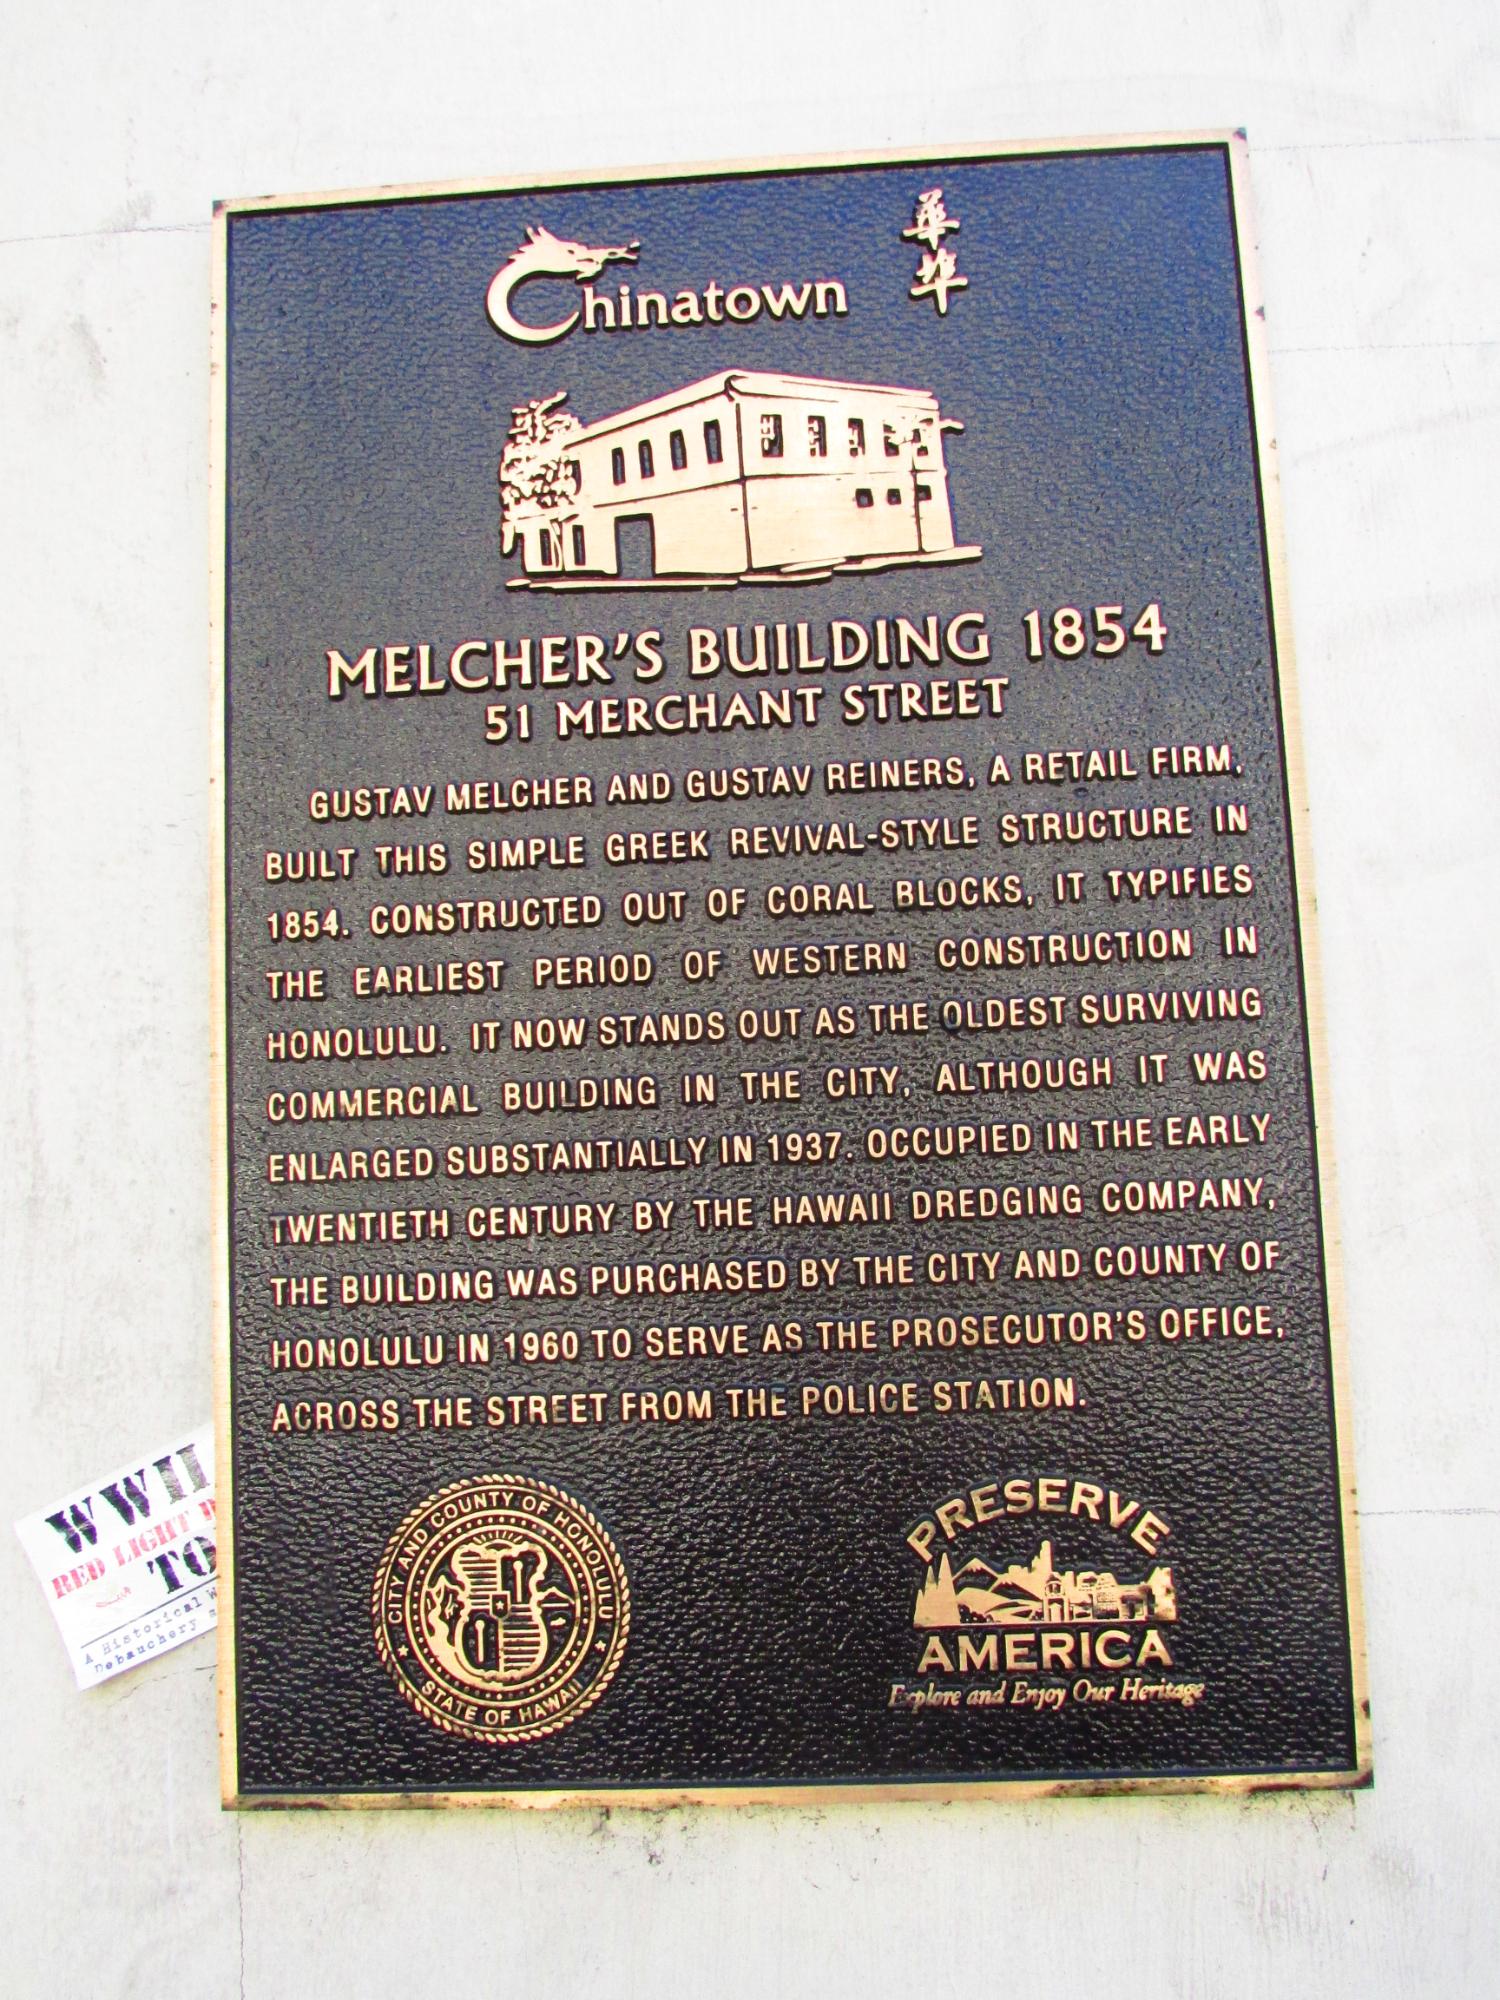 Chinatown
華埠
MELCHER'S BUILDING 1854
51 MERCHANT STREET
GUSTAV MELCHER AND GUSTAV REINERS, A RETAIL FIRM,
BUILT THIS SIMPLE GREEK REVIVAL-STYLE STRUCTURE IN
1854. CONSTRUCTED OUT OF CORAL BLOCKS, IT TYPIFIES
THE EARLIEST PERIOD OF WESTERN CONSTRUCTION IN
HONOLULU. IT NOW STANDS OUT AS THE OLDEST SURVIVING
COMMERCIAL BUILDING IN THE CITY, ALTHOUGH IT WAS
ENLARGED SUBSTANTIALLY IN 1937. OCCUPIED IN THE EARLY
TWENTIETH CENTURY BY THE HAWAII DREDGING COMPANY,
THE BUILDING WAS PURCHASED BY THE CITY AND COUNTY OF
HONOLULU IN 1960 TO SERVE AS THE PROSECUTOR'S OFFICE,
ACROSS THE STREET FROM THE POLICE STATION.
CITY AND COUNTY OF HONOLULU
STATE OF HAWAII
PRESERVE
AMERICA
Explore and Enjoy Our Heritage
WWII
RED LIGHT
TO
A Historical
Debauchery